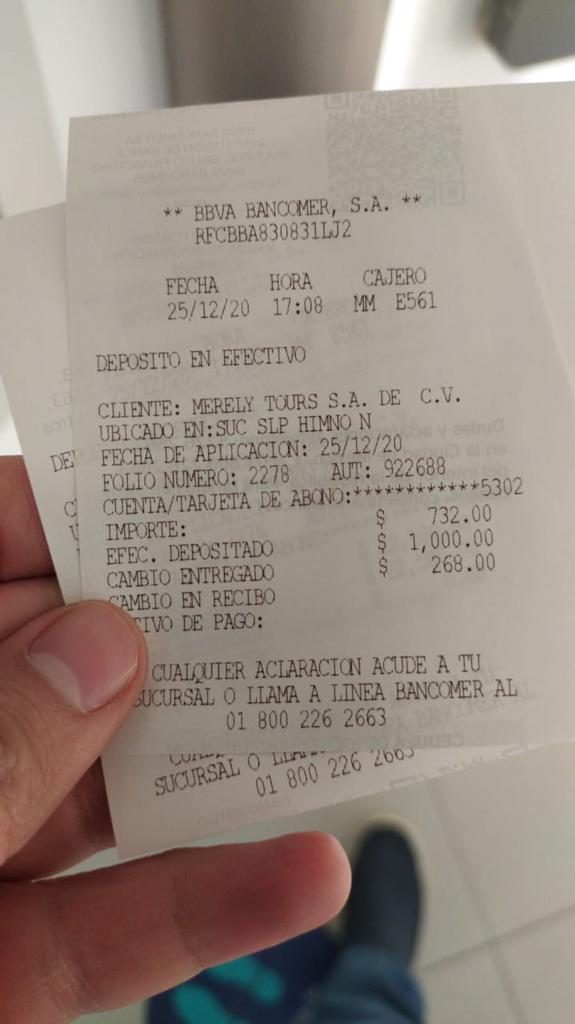 ** BBVA BANCOMER, S.A. **
RFCBBA830831LJ2
FECHA HORA CAJERO
25/12/20 17:08 MM E561
DEPOSITO EN EFECTIVO
CLIENTE: MERELY TOURS S.A. DE C.V.
UBICADO EN:SUC SLP HIMNO N
FECHA DE APLICACION: 25/12/20
FOLIO NUMERO: 2278 AUT: 922688
CUENTA/TARJETA DE ABONO:************5302
IMPORTE: $ 732.00
EFEC. DEPOSITADO $ 1,000.00
CAMBIO ENTREGADO $ 268.00
CAMBIO EN RECIBO
TIVO DE PAGO:
CUALQUIER ACLARACION ACUDE A TU
SUCURSAL O LLAMA A LINEA BANCOMER AL
01 800 226 2663
SUCURSAL O LLAMA
01 800 226 2663